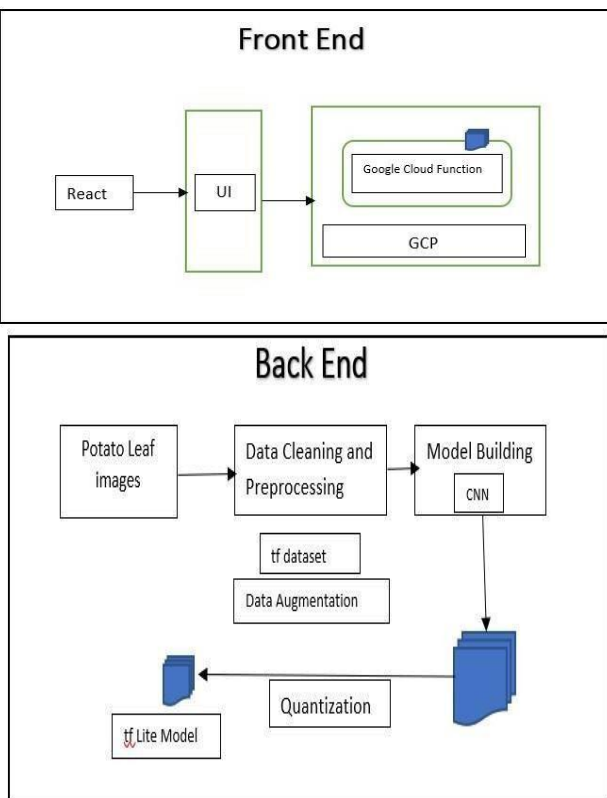 Front End
React
UI
Google Cloud Function
GCP
Back End
Potato Leaf
images
Data Cleaning and
Preprocessing
Model Building
CNN
tf dataset
Data Augmentation
Quantization
tf Lite Model